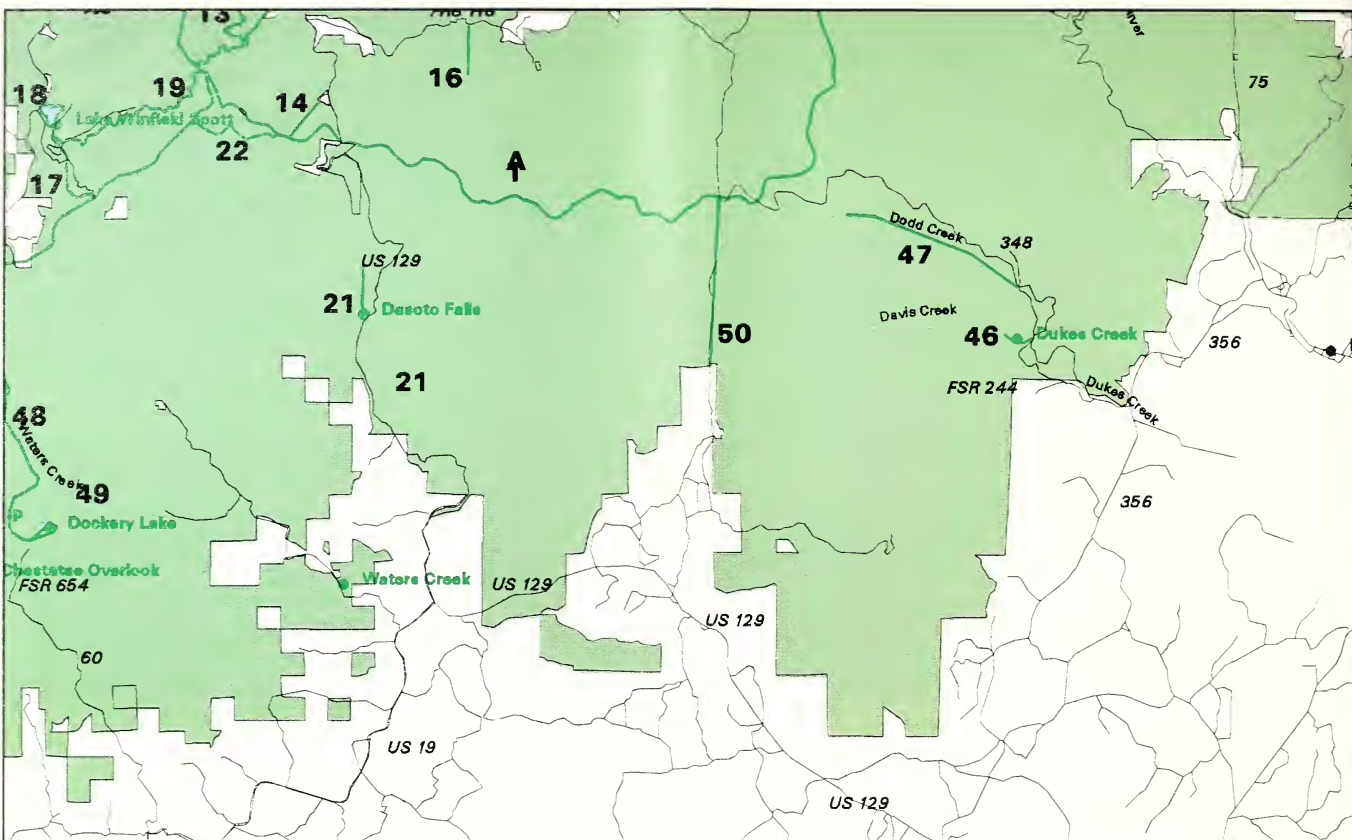 13
iver
75
16
19
18
14
Lake Winfield Scott
22
A
17
Dodd Creek
348
47
US 129
21
Desoto Falls
Davis Creek
50
46
Dukes Creek
356
21
FSR 244
Dukes Creek
48
Waters Creek
49
356
Dockery Lake
Chestatee Overlook
FSR 654
Waters Creek
US 129
US 129
60
US 19
US 129